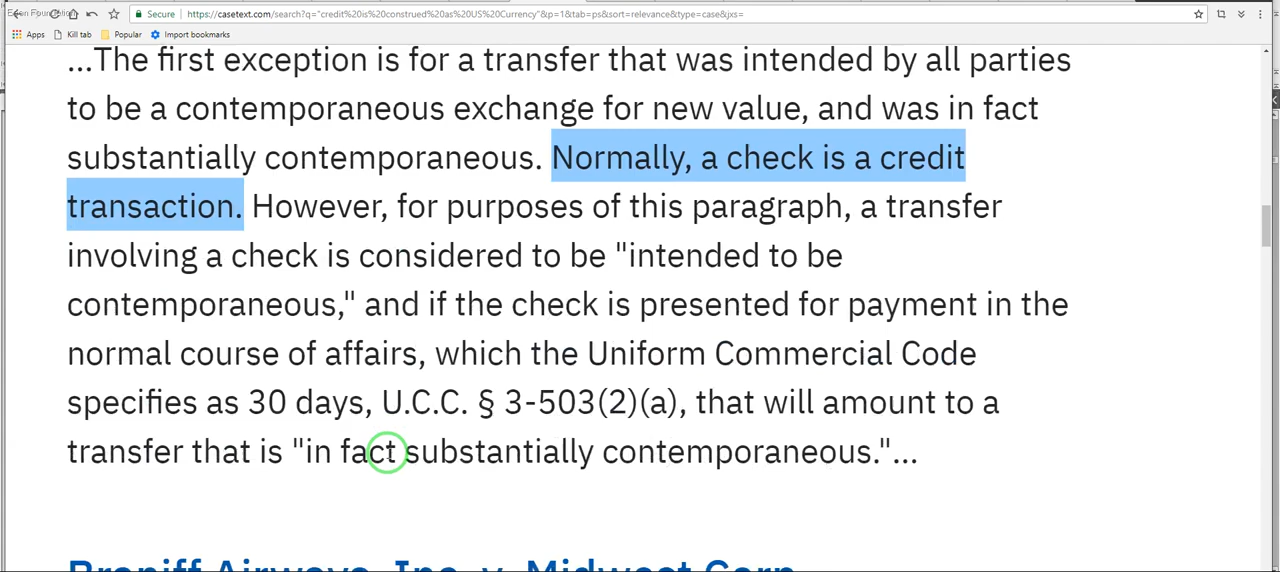 Secure | https://casetext.com/search?q="credit%20is%20construed%20as%20US%20Currency"&p=1&tab=ps&sort=relevance&type=case&jxs=
Apps Kill tab Popular Import bookmarks
...The first exception is for a transfer that was intended by all parties
to be a contemporaneous exchange for new value, and was in fact
substantially contemporaneous. Normally, a check is a credit
transaction. However, for purposes of this paragraph, a transfer
involving a check is considered to be "intended to be
contemporaneous," and if the check is presented for payment in the
normal course of affairs, which the Uniform Commercial Code
specifies as 30 days, U.C.C. § 3-503(2)(a), that will amount to a
transfer that is "in fact substantially contemporaneous."...
Braniff Airways, Inc. v. Midwest Corp.